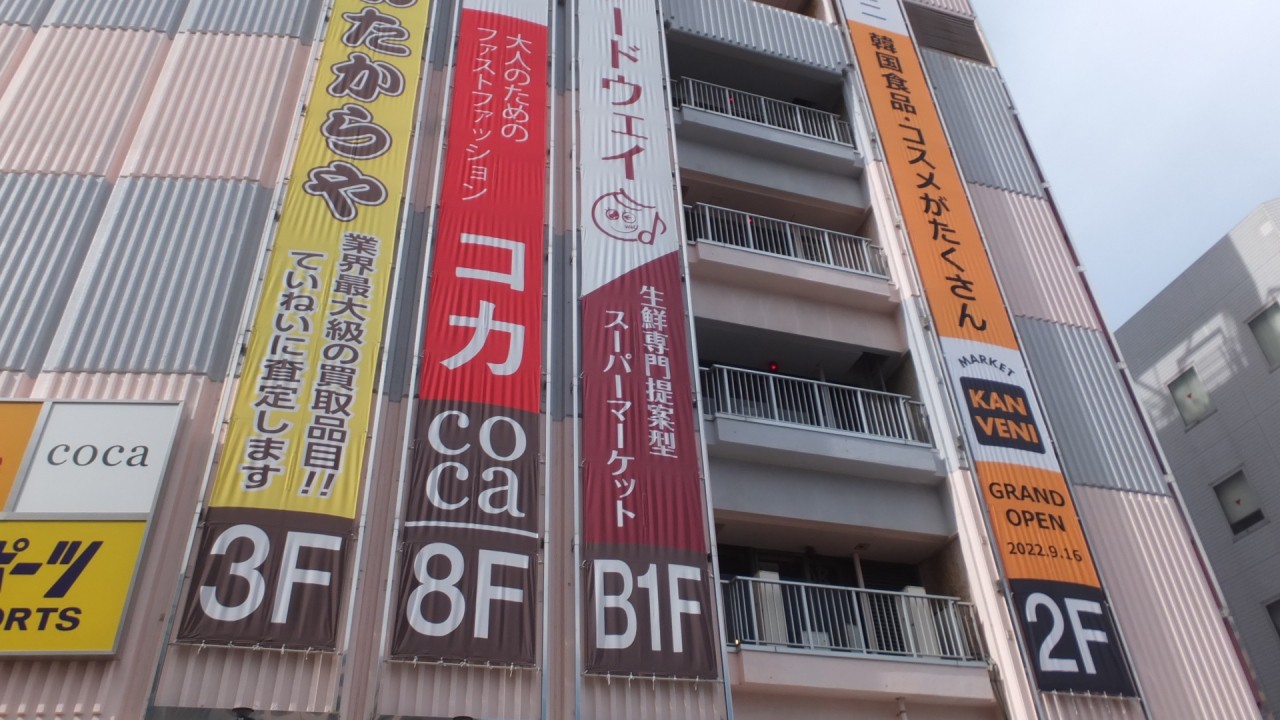 たからや
業界最大級の買取品目!!
ていねいに査定します
3F
大人のための
ファストファッション
コカ
co
ca
8F
ードウェイ
生鮮専門提案型
スーパーマーケット
B1F
韓国食品・コスメがたくさん
MARKET
KAN
VENI
GRAND
OPEN
2022.9.16
2F
coca
ポーツ
ORTS